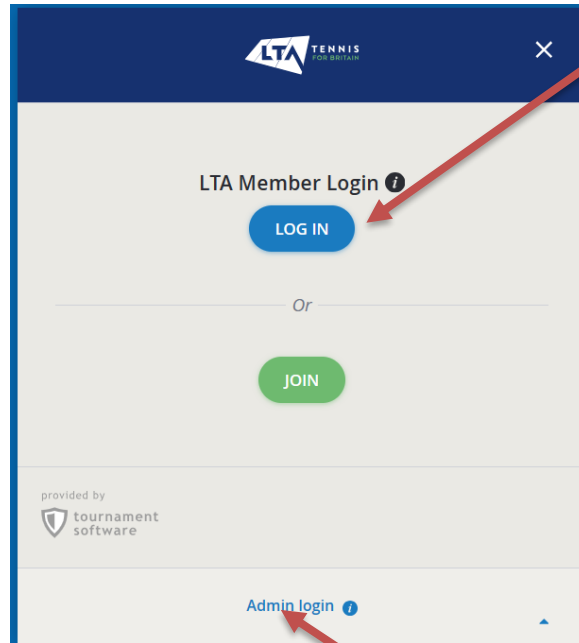 LTA TENNIS
FOR BRITAIN
LTA Member Login
LOG IN
Or
JOIN
provided by
tournament
software
Admin login